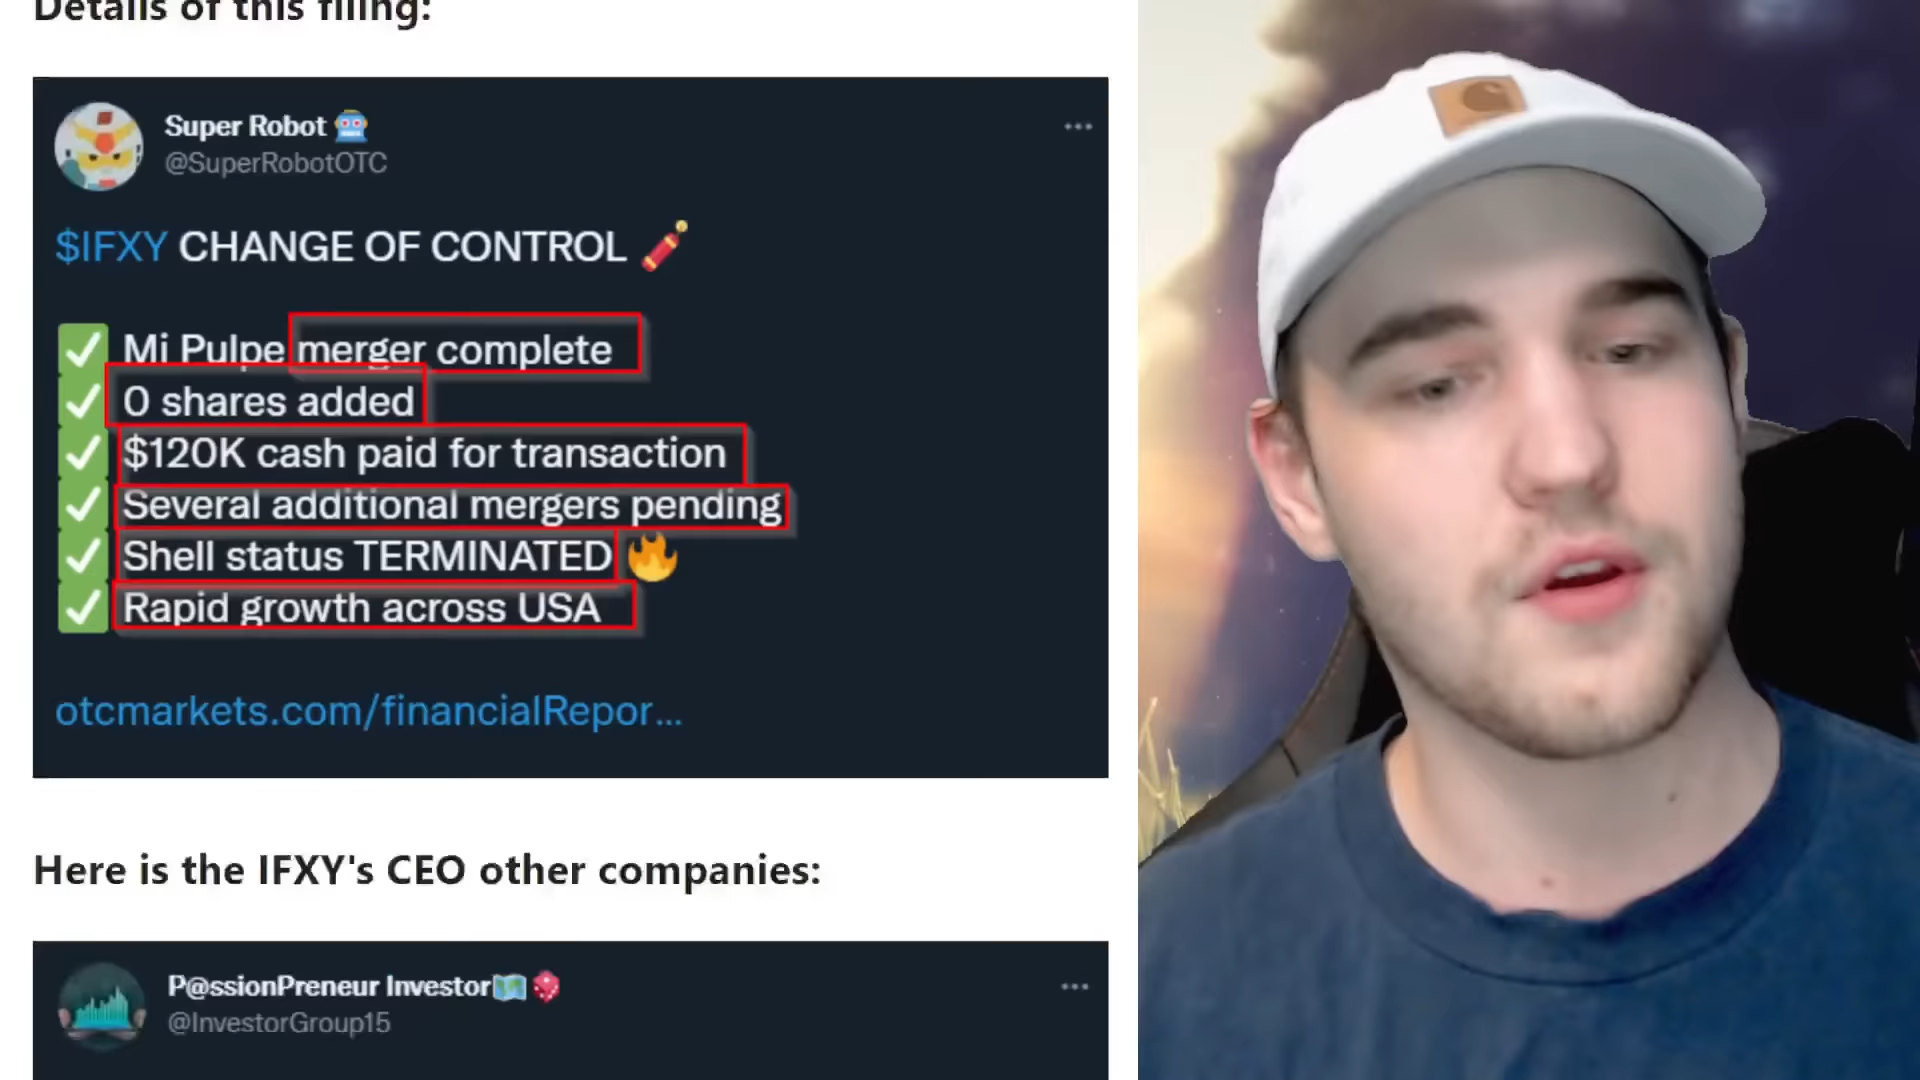 Details of this filing:
Super Robot
@SuperRobotOTC
$IFXY CHANGE OF CONTROL
Mi Pulpe merger complete
0 shares added
$120K cash paid for transaction
Several additional mergers pending
Shell status TERMINATED
Rapid growth across USA
otcmarkets.com/financialRepor...
Here is the IFXY's CEO other companies:
P@ssionPreneur Investor
@InvestorGroup15